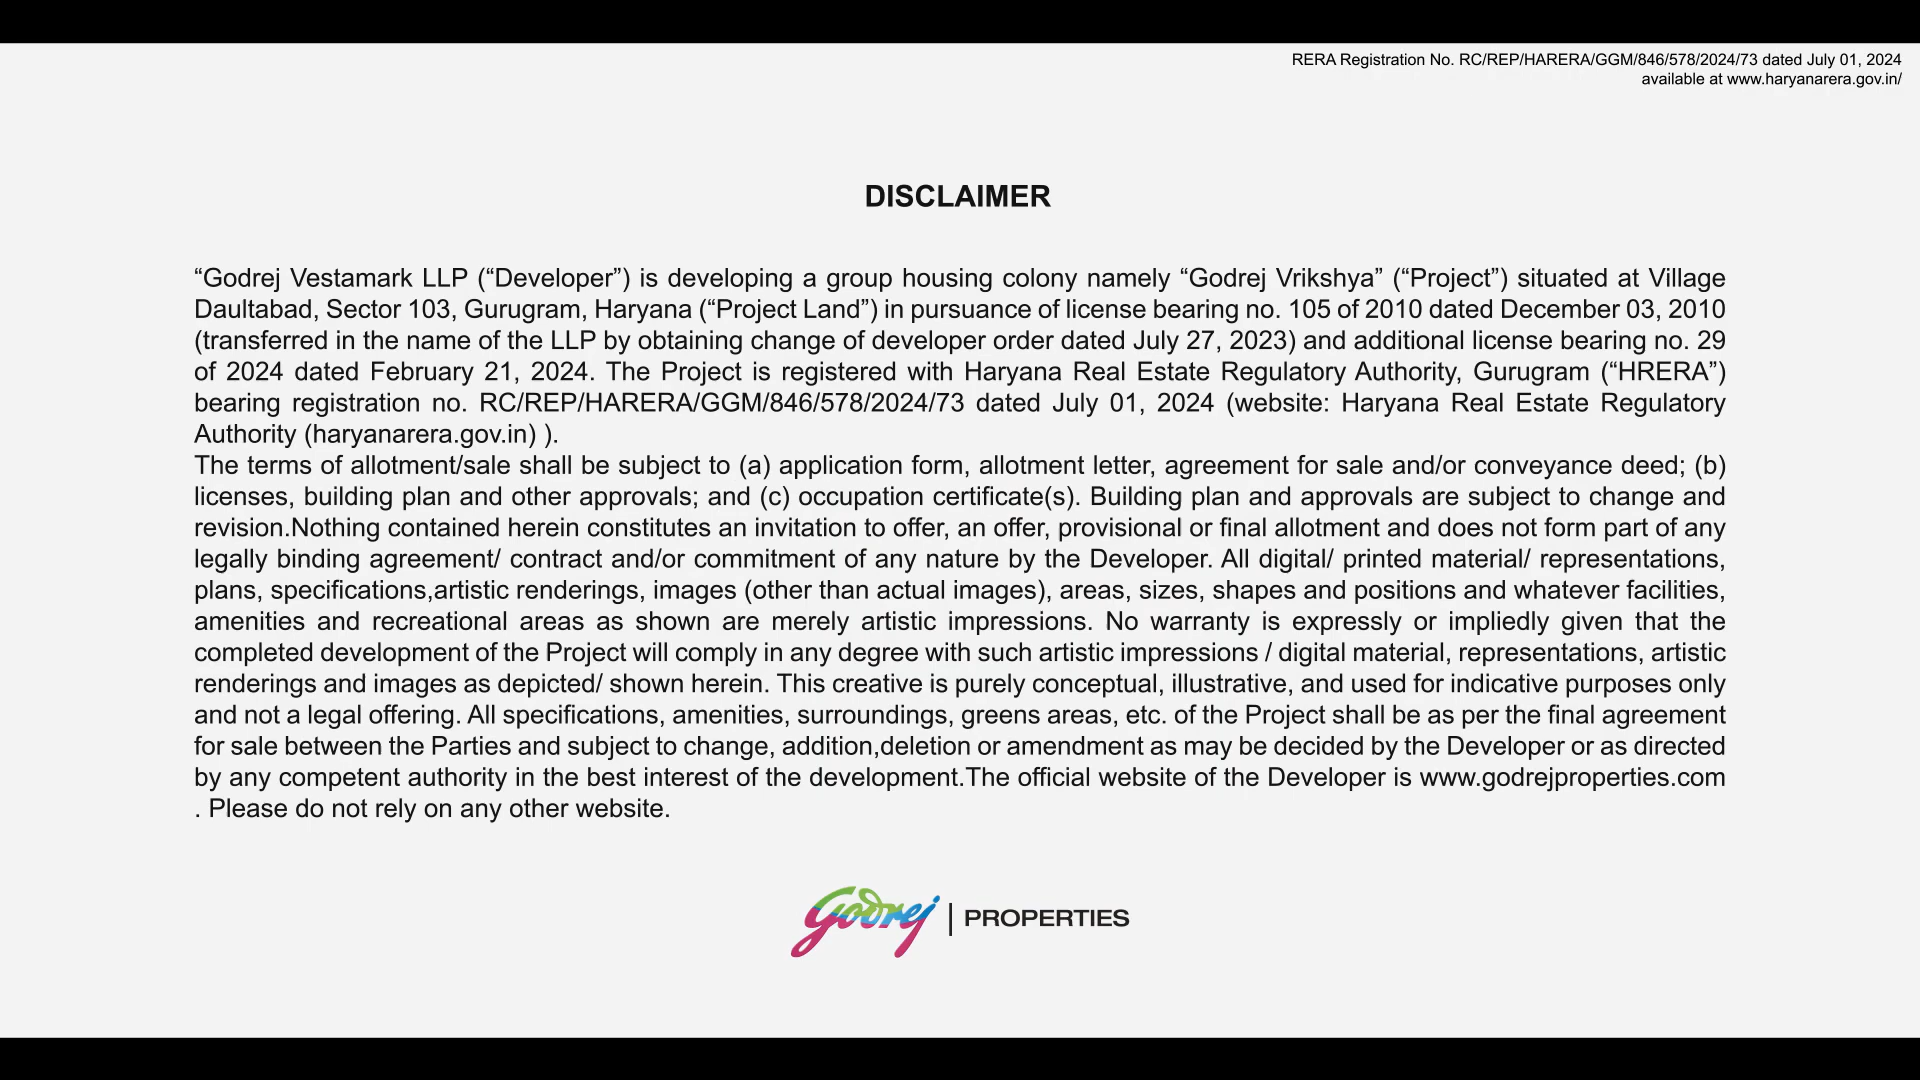 RERA Registration No. RC/REP/HARERA/GGM/846/578/2024/73 dated July 01, 2024
available at www.haryanarera.gov.in/
DISCLAIMER
“Godrej Vestamark LLP (“Developer”) is developing a group housing colony namely “Godrej Vrikshya” (“Project”) situated at Village
Daultabad, Sector 103, Gurugram, Haryana (“Project Land”) in pursuance of license bearing no. 105 of 2010 dated December 03, 2010
(transferred in the name of the LLP by obtaining change of developer order dated July 27, 2023) and additional license bearing no. 29
of 2024 dated February 21, 2024. The Project is registered with Haryana Real Estate Regulatory Authority, Gurugram (“HRERA”)
bearing registration no. RC/REP/HARERA/GGM/846/578/2024/73 dated July 01, 2024 (website: Haryana Real Estate Regulatory
Authority (haryanarera.gov.in) ).
The terms of allotment/sale shall be subject to (a) application form, allotment letter, agreement for sale and/or conveyance deed; (b)
licenses, building plan and other approvals; and (c) occupation certificate(s). Building plan and approvals are subject to change and
revision.Nothing contained herein constitutes an invitation to offer, an offer, provisional or final allotment and does not form part of any
legally binding agreement/ contract and/or commitment of any nature by the Developer. All digital/ printed material/ representations,
plans, specifications,artistic renderings, images (other than actual images), areas, sizes, shapes and positions and whatever facilities,
amenities and recreational areas as shown are merely artistic impressions. No warranty is expressly or impliedly given that the
completed development of the Project will comply in any degree with such artistic impressions / digital material, representations, artistic
renderings and images as depicted/ shown herein. This creative is purely conceptual, illustrative, and used for indicative purposes only
and not a legal offering. All specifications, amenities, surroundings, greens areas, etc. of the Project shall be as per the final agreement
for sale between the Parties and subject to change, addition,deletion or amendment as may be decided by the Developer or as directed
by any competent authority in the best interest of the development.The official website of the Developer is www.godrejproperties.com
. Please do not rely on any other website.
Godrej | PROPERTIES